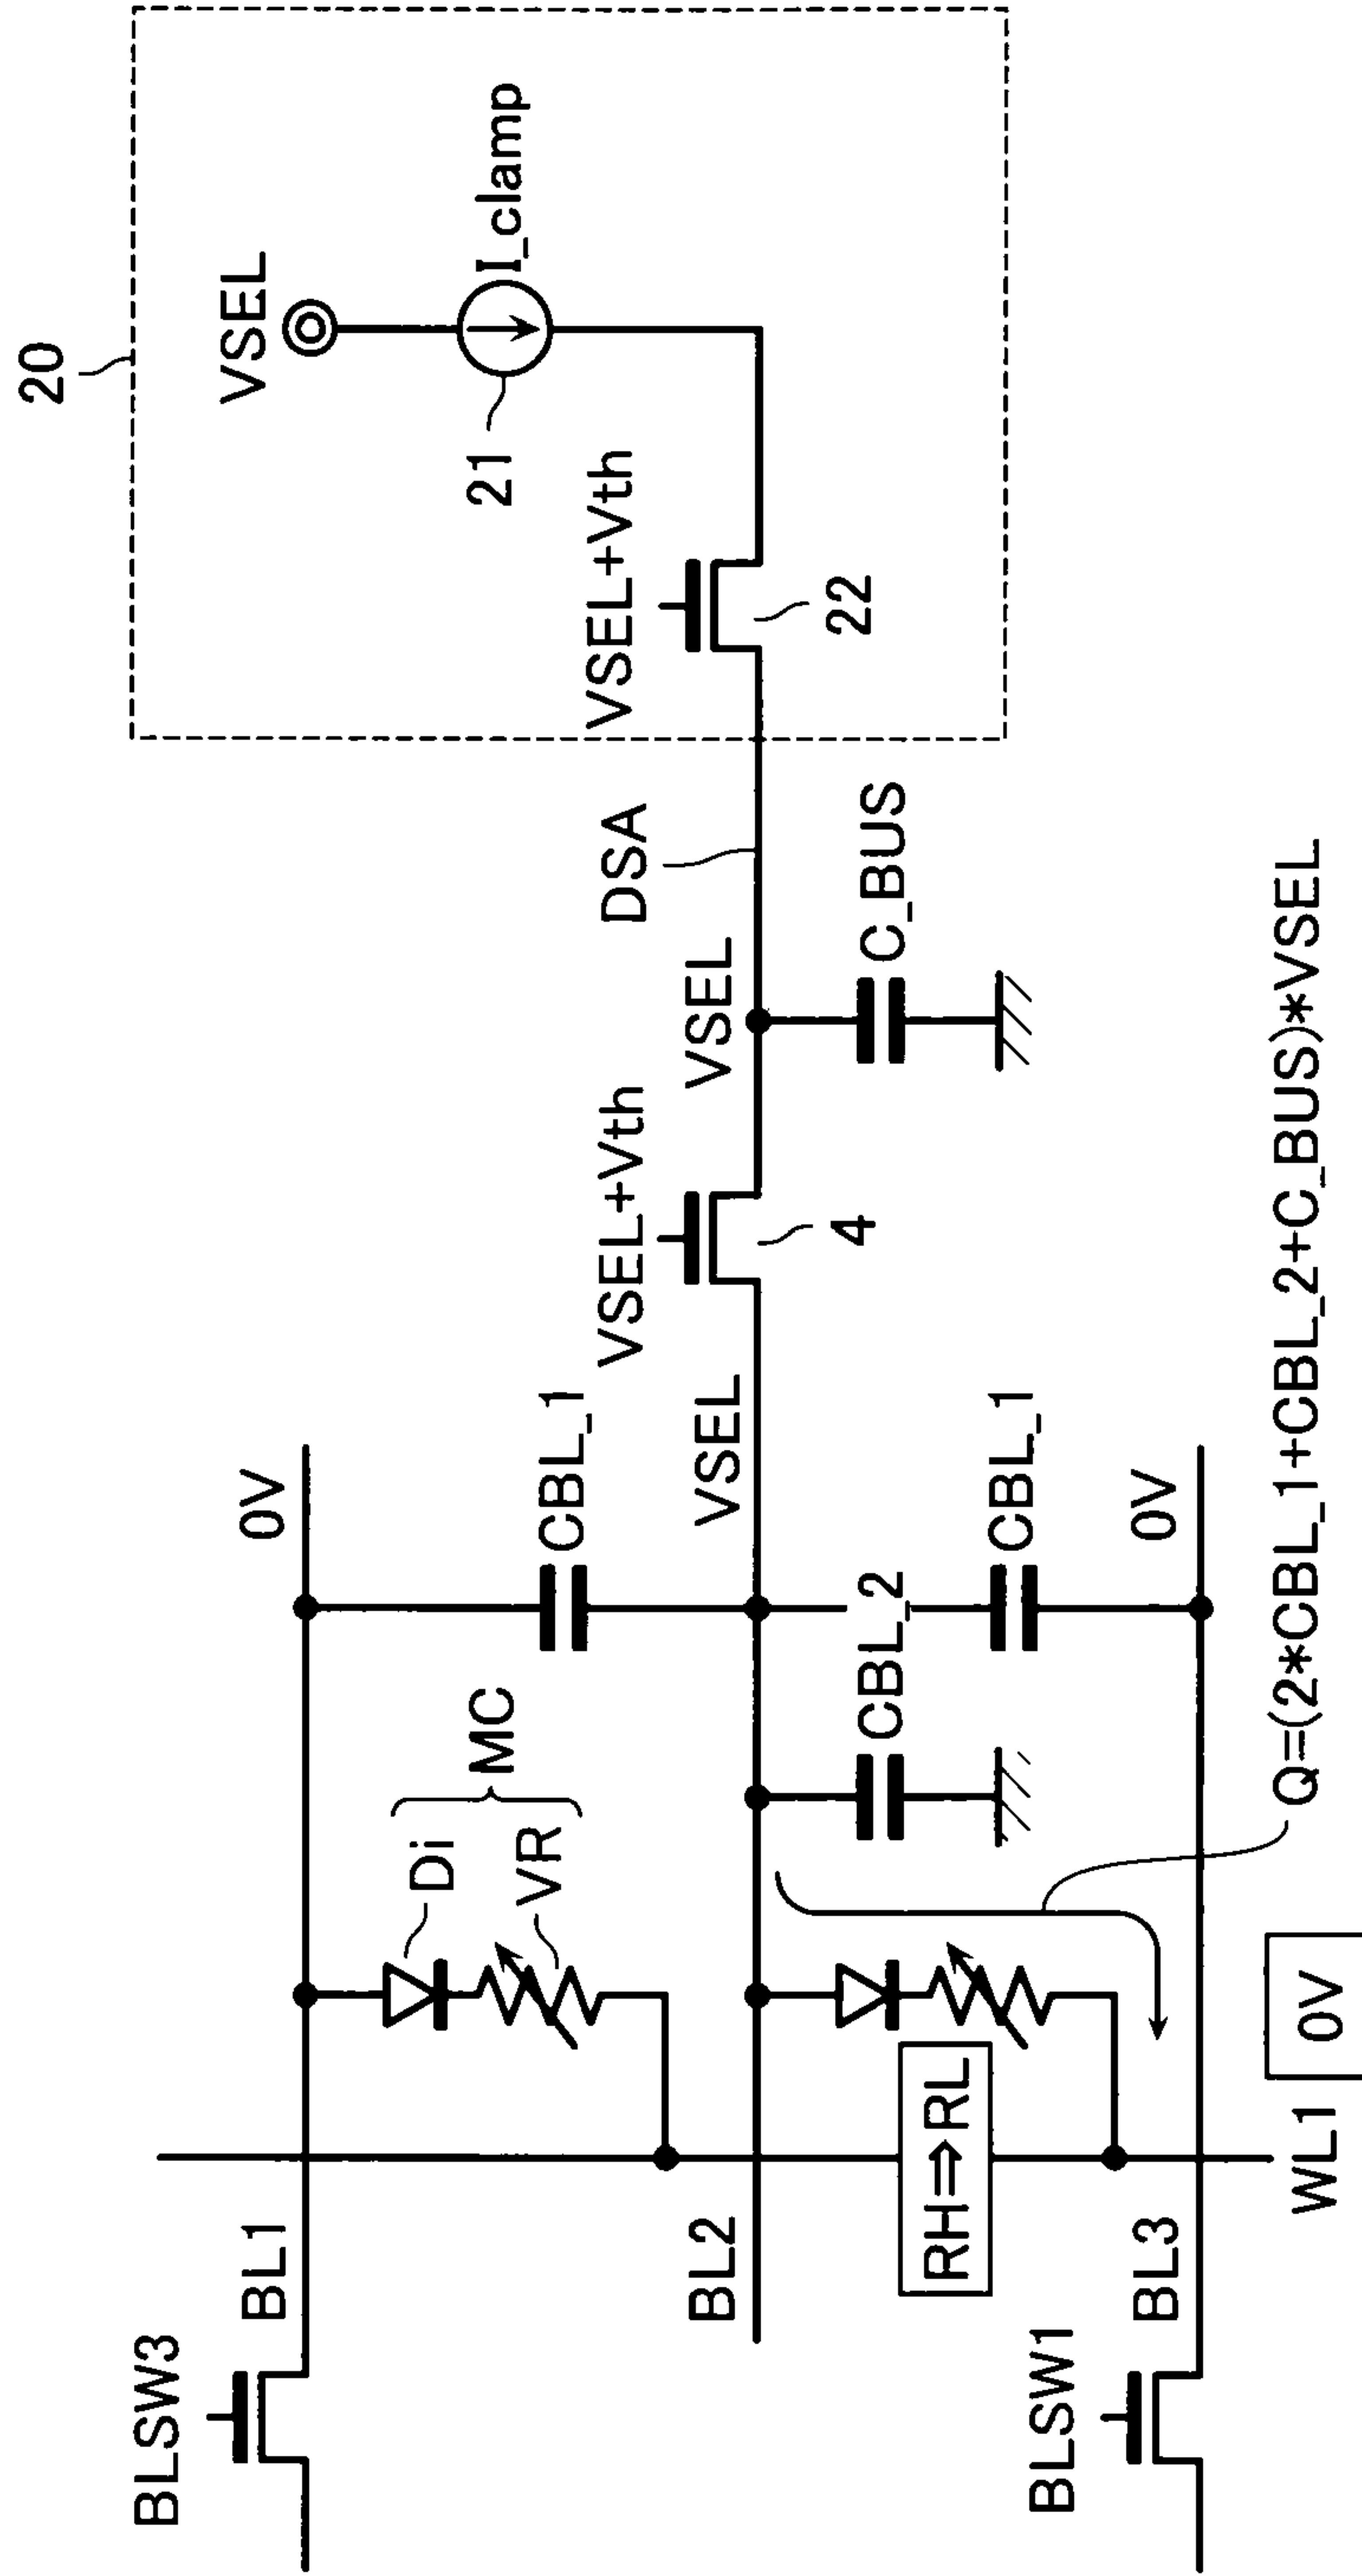 20
VSEL
I_clamp
21
VSEL+Vth
22
DSA
VSEL
C_BUS
VSEL+Vth
4
VSEL
0V
CBL_1
CBL_2
CBL_1
0V
MC
Di
VR
Q=(2*CBL_1+CBL_2+C_BUS)*VSEL
BLSW3
BL1
BL2
RH⇒RL
BLSW1
BL3
WL1
0V